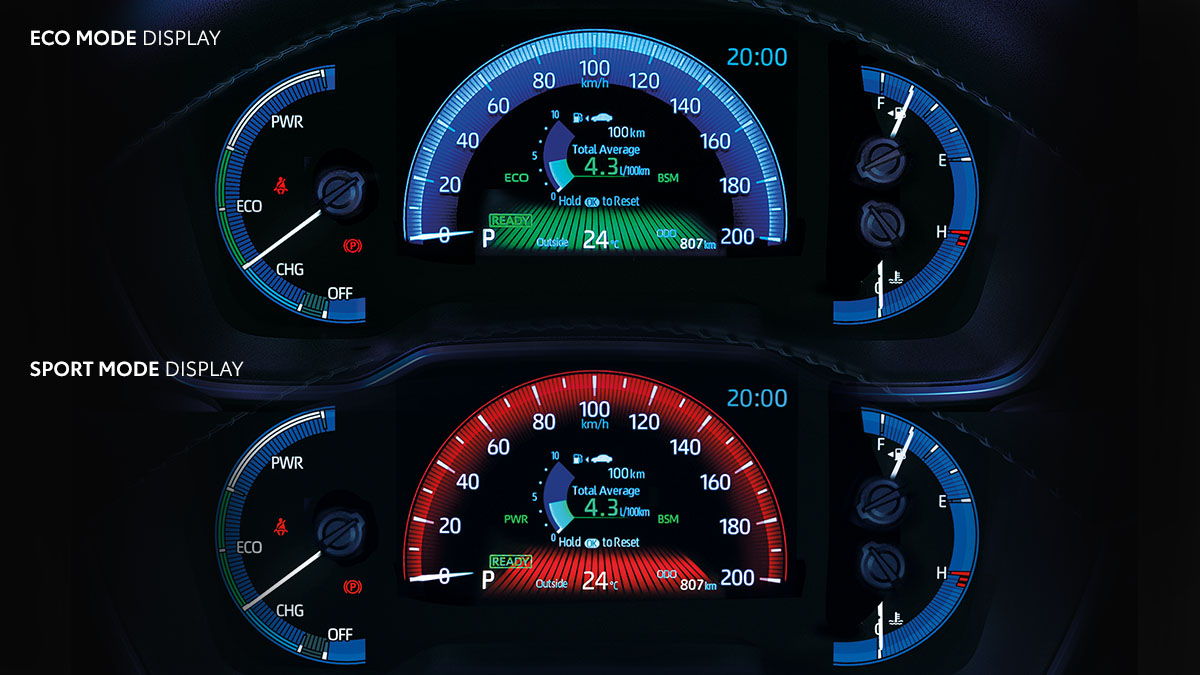 ECO MODE DISPLAY
20:00
PWR
ECO
CHG
OFF
0
20
40
60
80
100
km/h
120
140
160
180
200
10
5
0
100km
Total Average
4.3 L/100km
ECO
BSM
Hold OK to Reset
READY
P
Outside 24°C
ODO 807km
(P)
F
E
H
C
SPORT MODE DISPLAY
20:00
PWR
ECO
CHG
OFF
0
20
40
60
80
100
km/h
120
140
160
180
200
10
5
0
100km
Total Average
4.3 L/100km
PWR
BSM
Hold OK to Reset
READY
P
Outside 24°C
ODO 807km
(P)
F
E
H
C